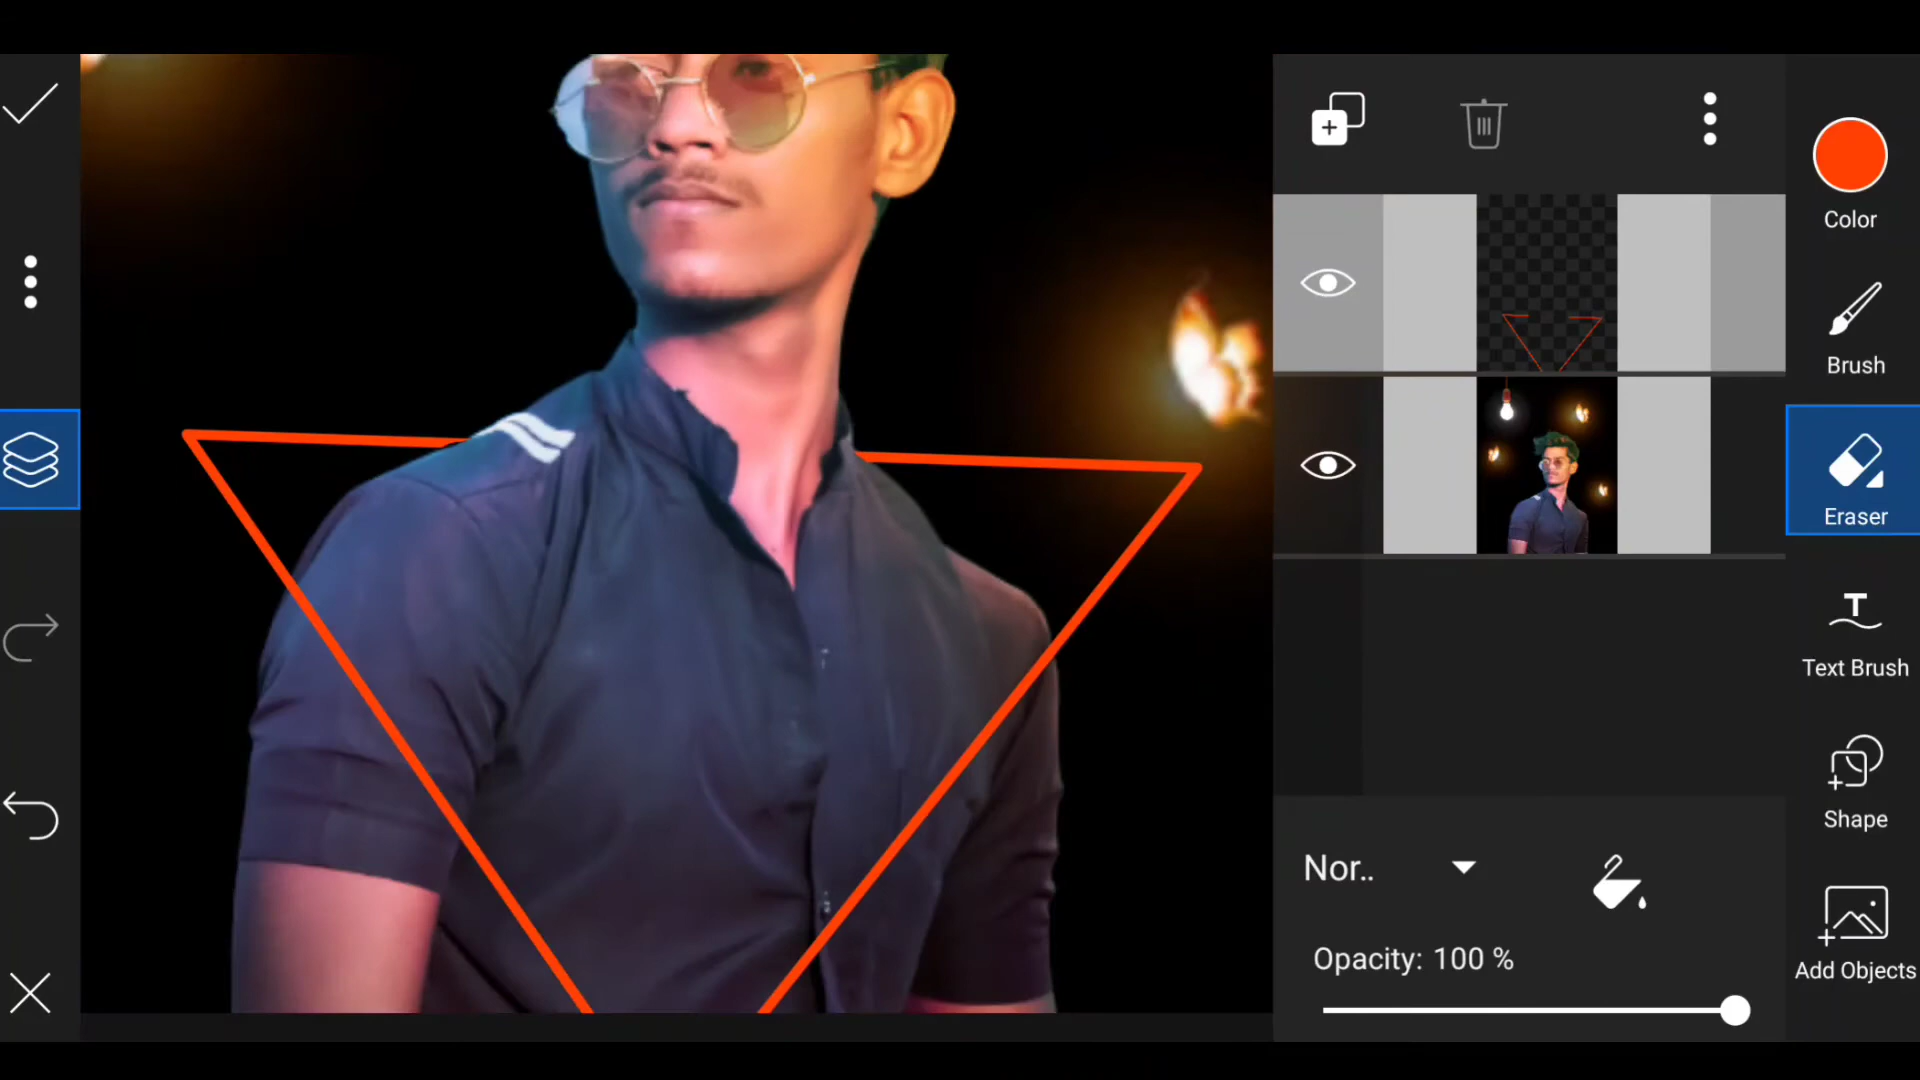 Color
Brush
Eraser
Text Brush
Shape
Add Objects
Nor..
Opacity: 100 %